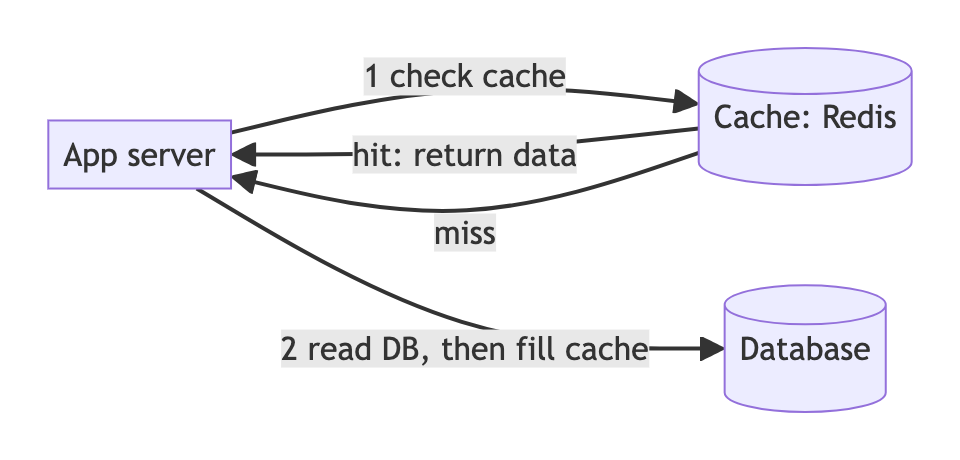 1 check cache
Cache: Redis
App server
hit: return data
miss
2 read DB, then fill cache
Database